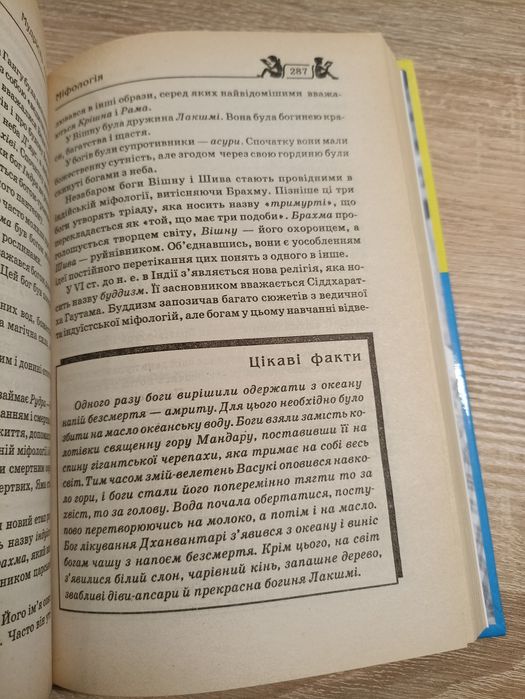 Міфологія
287
лювався в інші образи, серед яких найвідомішими вважа-
ються Крішна і Рама.
У Вішну була дружина Лакшмі. Вона була богинею кра-
си, багатства і щастя.
У богів були супротивники — асури. Спочатку вони мали
божественну сутність, але згодом через свою гординю були
скинуті богами з неба.
Незабаром боги Вішну і Шива стають провідними в
індійській міфології, витісняючи Брахму. Пізніше ці три
боги утворять тріаду, яка носить назву «тримурті», що
перекладається як «той, що має три подоби». Брахма про-
голошується творцем світу, Вішну — його охоронцем, а
Шива — руйнівником. Об'єднавшись, вони є уособленням
ідеї постійного перетікання цих понять з одного в інше.
У VI ст. до н. е. в Індії з'являється нова релігія, яка но-
сить назву буддизм. Її засновником вважається Сіддхарт-
ха Гаутама. Буддизм запозичав багато сюжетів з ведичної
та індуїстської міфологій, але богам у цьому навчанні відве-
Цікаві факти
Одного разу боги вирішили одержати з океану
напій безсмертя — амриту. Для цього необхідно було
збити на масло океанську воду. Боги взяли замість ко-
лотівки священну гору Мандару, поставивши її на
спину гігантської черепахи, яка тримає на собі весь
світ. Тим часом змій-велетень Васукі оповився навко-
ло гори, і боги стали його поперемінно тягти то за
хвіст, то за голову. Вода почала обертатися, посту-
пово перетворюючись на молоко, а потім і на масло.
Бог лікування Дханвантарі з'явився з океану і виніс
богам чашу з напоєм безсмертя. Крім цього, на світ
з'явилися білий слон, чарівний кінь, запашне дерево,
звабливі діви-апсари й прекрасна богиня Лакшмі.